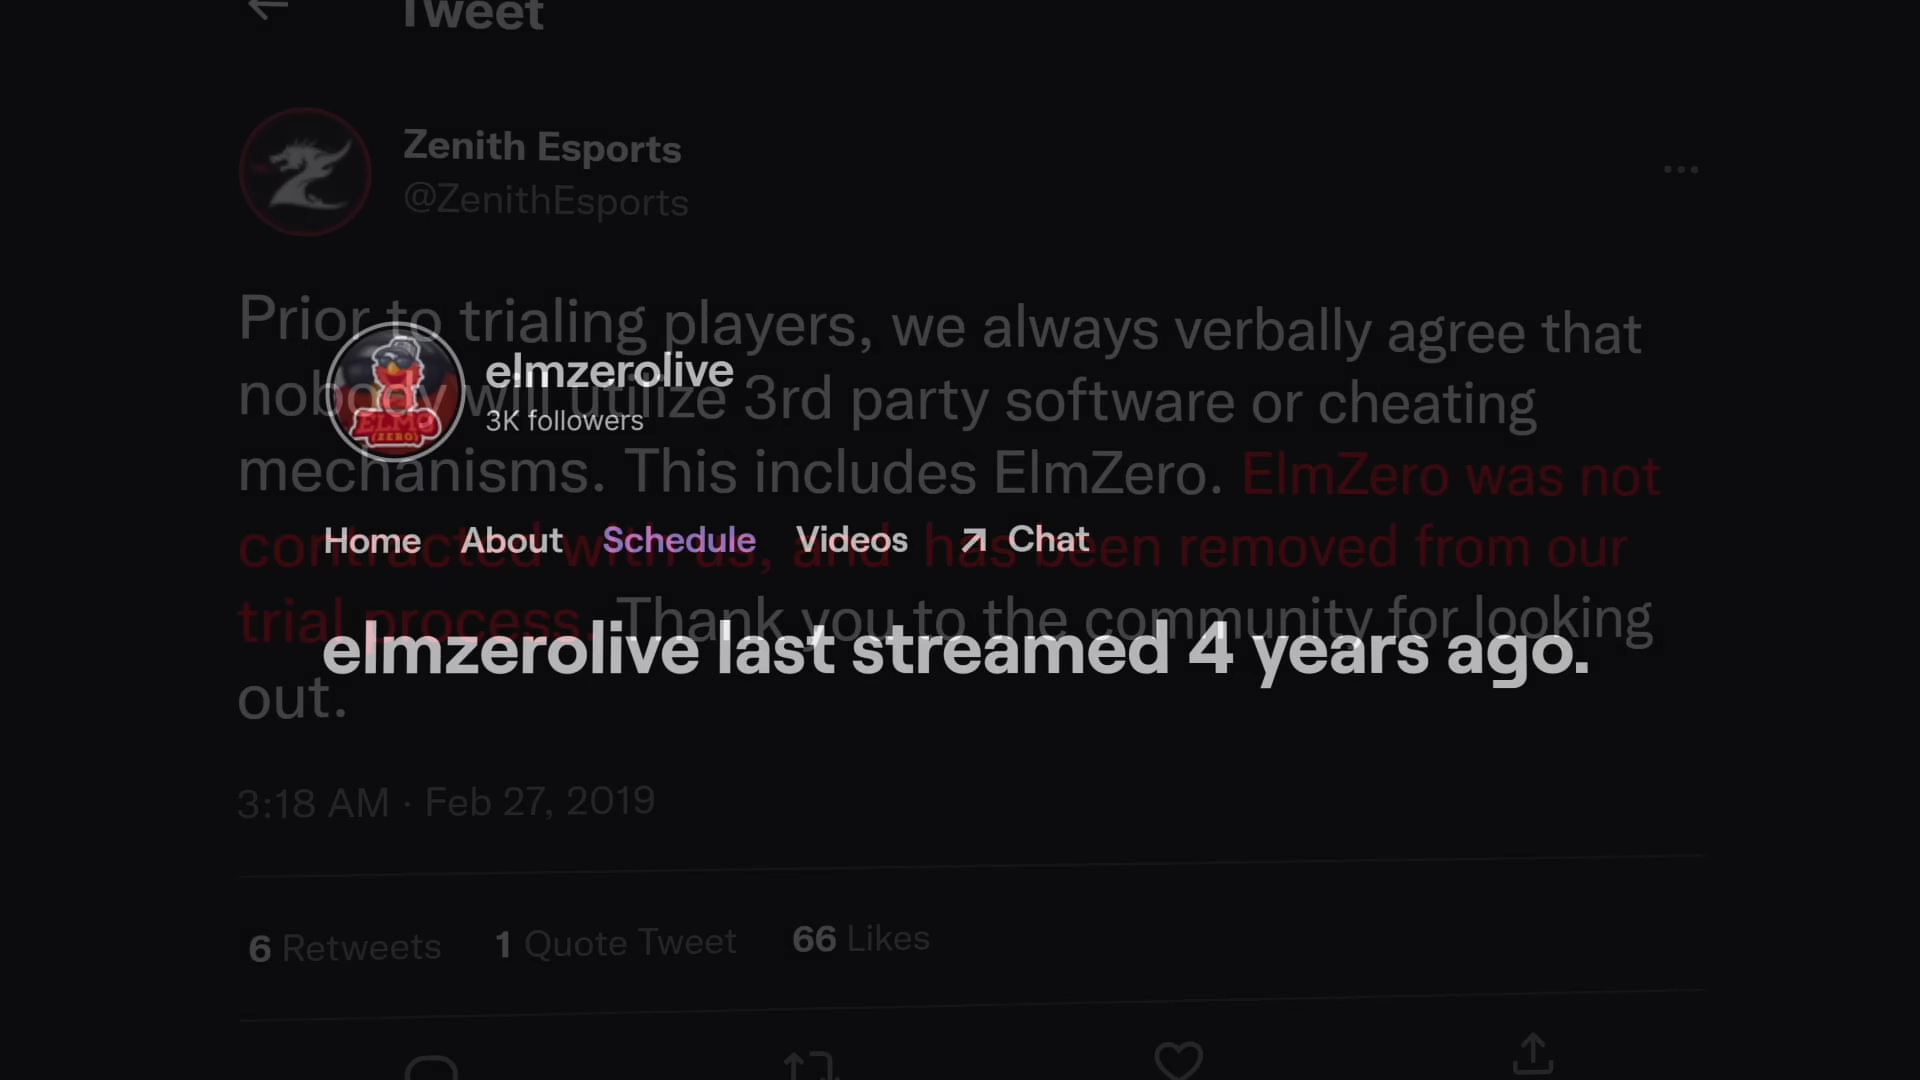 Tweet
Zenith Esports
@ZenithEsports
Prior to trialing players, we always verbally agree that
nobody will utilize 3rd party software or cheating
mechanisms. This includes ElmZero. ElmZero was not
contracted with us, and has been removed from our
trial process. Thank you to the community for looking
out.
3:18 AM · Feb 27, 2019
6 Retweets 1 Quote Tweet 66 Likes
ELMO
(ZERO)
elmzerolive
3K followers
Home About Schedule Videos Chat
elmzerolive last streamed 4 years ago.